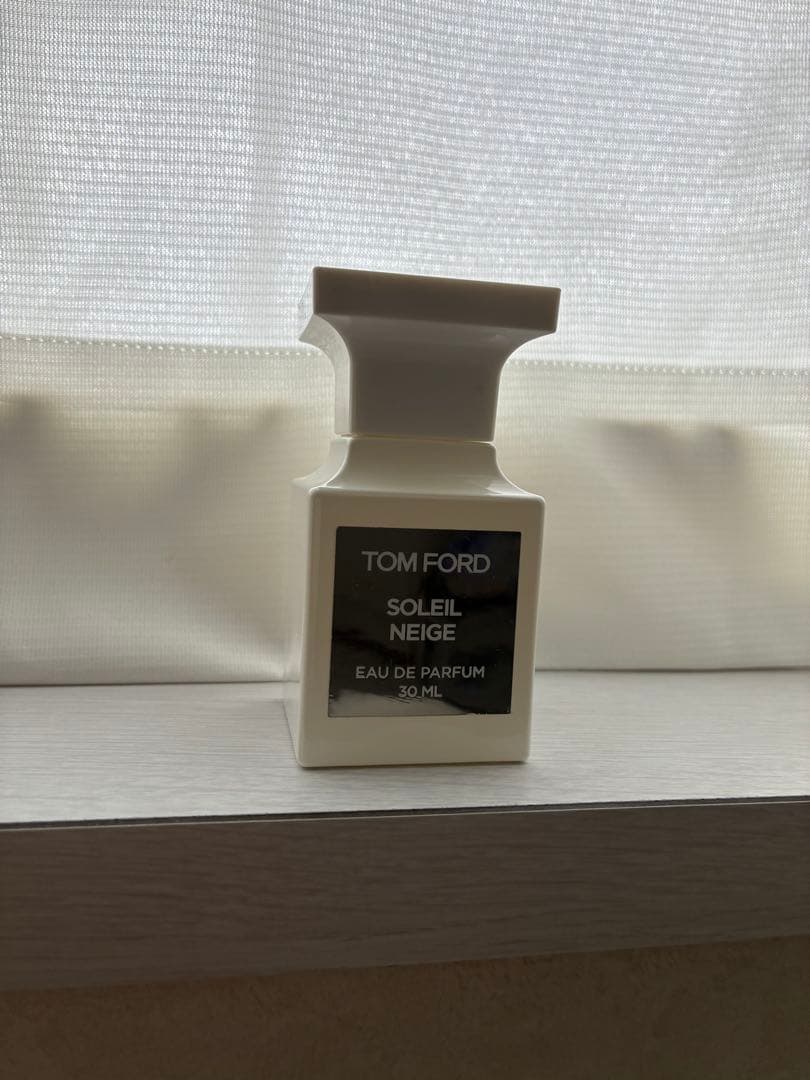 TOM FORD
SOLEIL
NEIGE
EAU DE PARFUM
30 ML